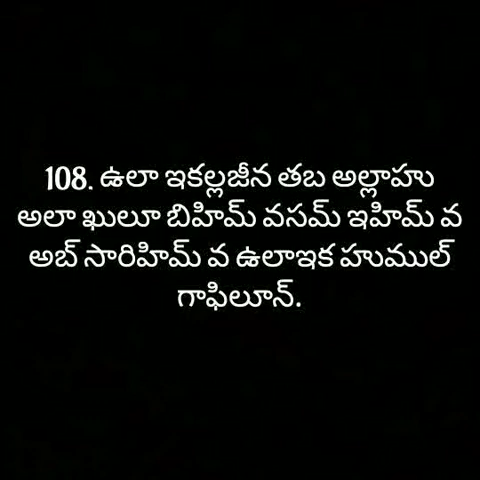 108. ఉలా ఇకల్లజీన తబ అల్లాహు
అలా ఖులూ బిహిమ్ వసమ్ ఇహిమ్ వ
అబ్ సారిహిమ్ వ ఉలాఇక హుముల్
గాఫిలూన్.